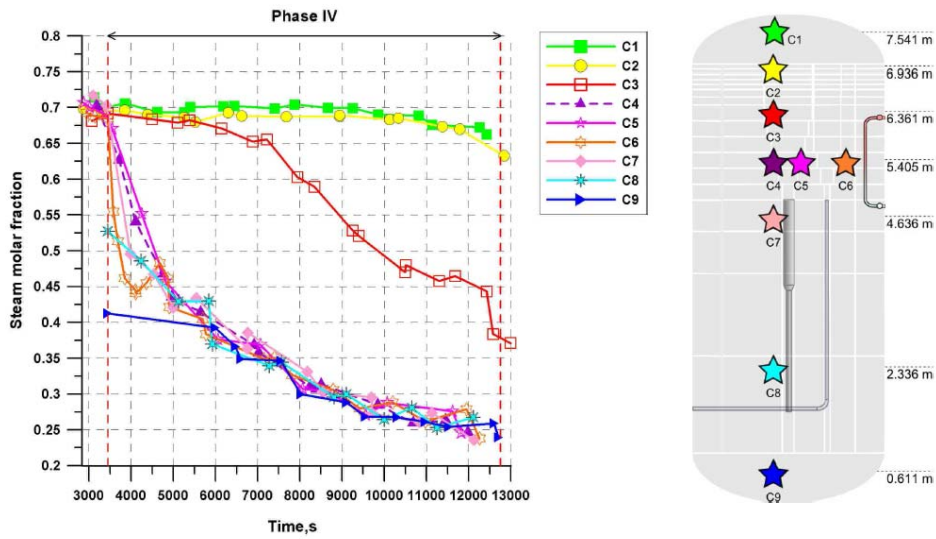 Phase IV
0.8
0.75
0.7
0.65
0.6
0.55
0.5
0.45
0.4
0.35
0.3
0.25
0.2
Steam molar fraction
3000 4000 5000 6000 7000 8000 9000 10000 11000 12000 13000
Time,s
C1
C2
C3
C4
C5
C6
C7
C8
C9
C1
7.541 m
C2
6.936 m
C3
6.361 m
C4 C5 C6
5.405 m
C7
4.636 m
C8
2.336 m
C9
0.611 m